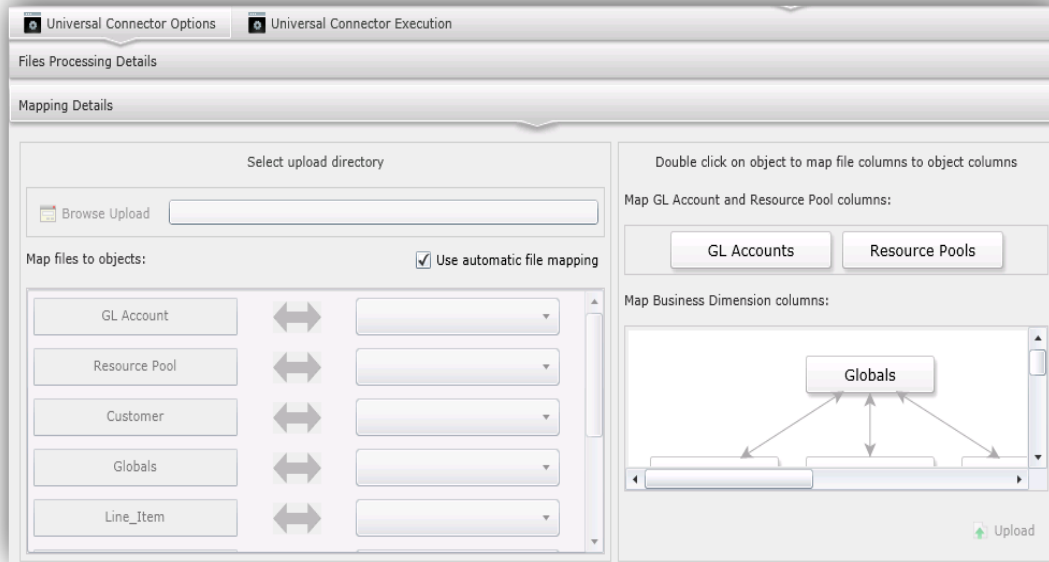 Universal Connector Options
Universal Connector Execution
Files Processing Details
Mapping Details
Select upload directory
Browse Upload
Map files to objects:
Use automatic file mapping
GL Account
Resource Pool
Customer
Globals
Line_Item
Double click on object to map file columns to object columns
Map GL Account and Resource Pool columns:
GL Accounts
Resource Pools
Map Business Dimension columns:
Globals
Upload